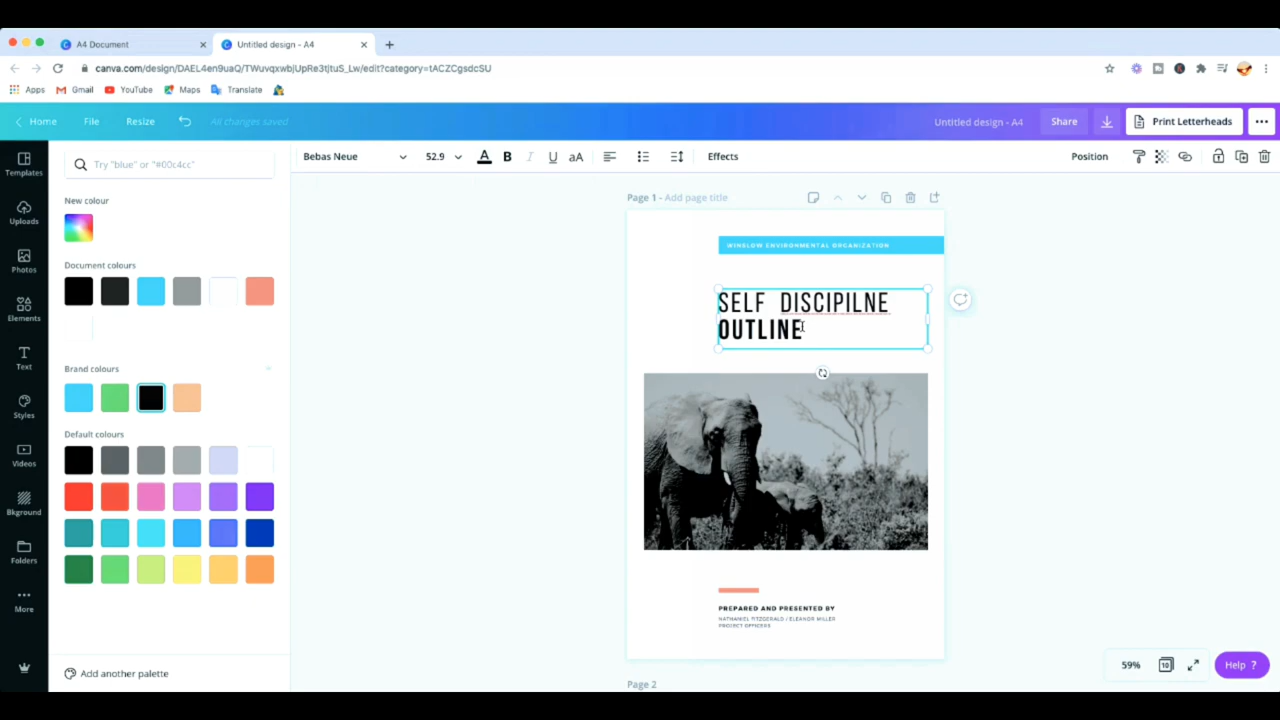 A4 Document
Untitled design - A4
canva.com/design/DAEL4en9uaQ/TWuvqxwbjUpRe3tjtuS_Lw/edit?category=tACZCgsdcSU
Apps Gmail YouTube Maps Translate
Home File Resize All changes saved Untitled design - A4 Share Print Letterheads
Templates
Uploads
Photos
Elements
Text
Styles
Videos
Bkground
Folders
More
Try "blue" or "#00c4cc"
New colour
Document colours
Brand colours
Default colours
Add another palette
Bebas Neue 52.9 A B I U aA Effects Position
Page 1 - Add page title
WINSLOW ENVIRONMENTAL ORGANIZATION
SELF DISCIPILNE
OUTLINE
PREPARED AND PRESENTED BY
NATHANIEL FITZGERALD / ELEANOR MILLER
PROJECT OFFICERS
Page 2
59% 10 Help ?